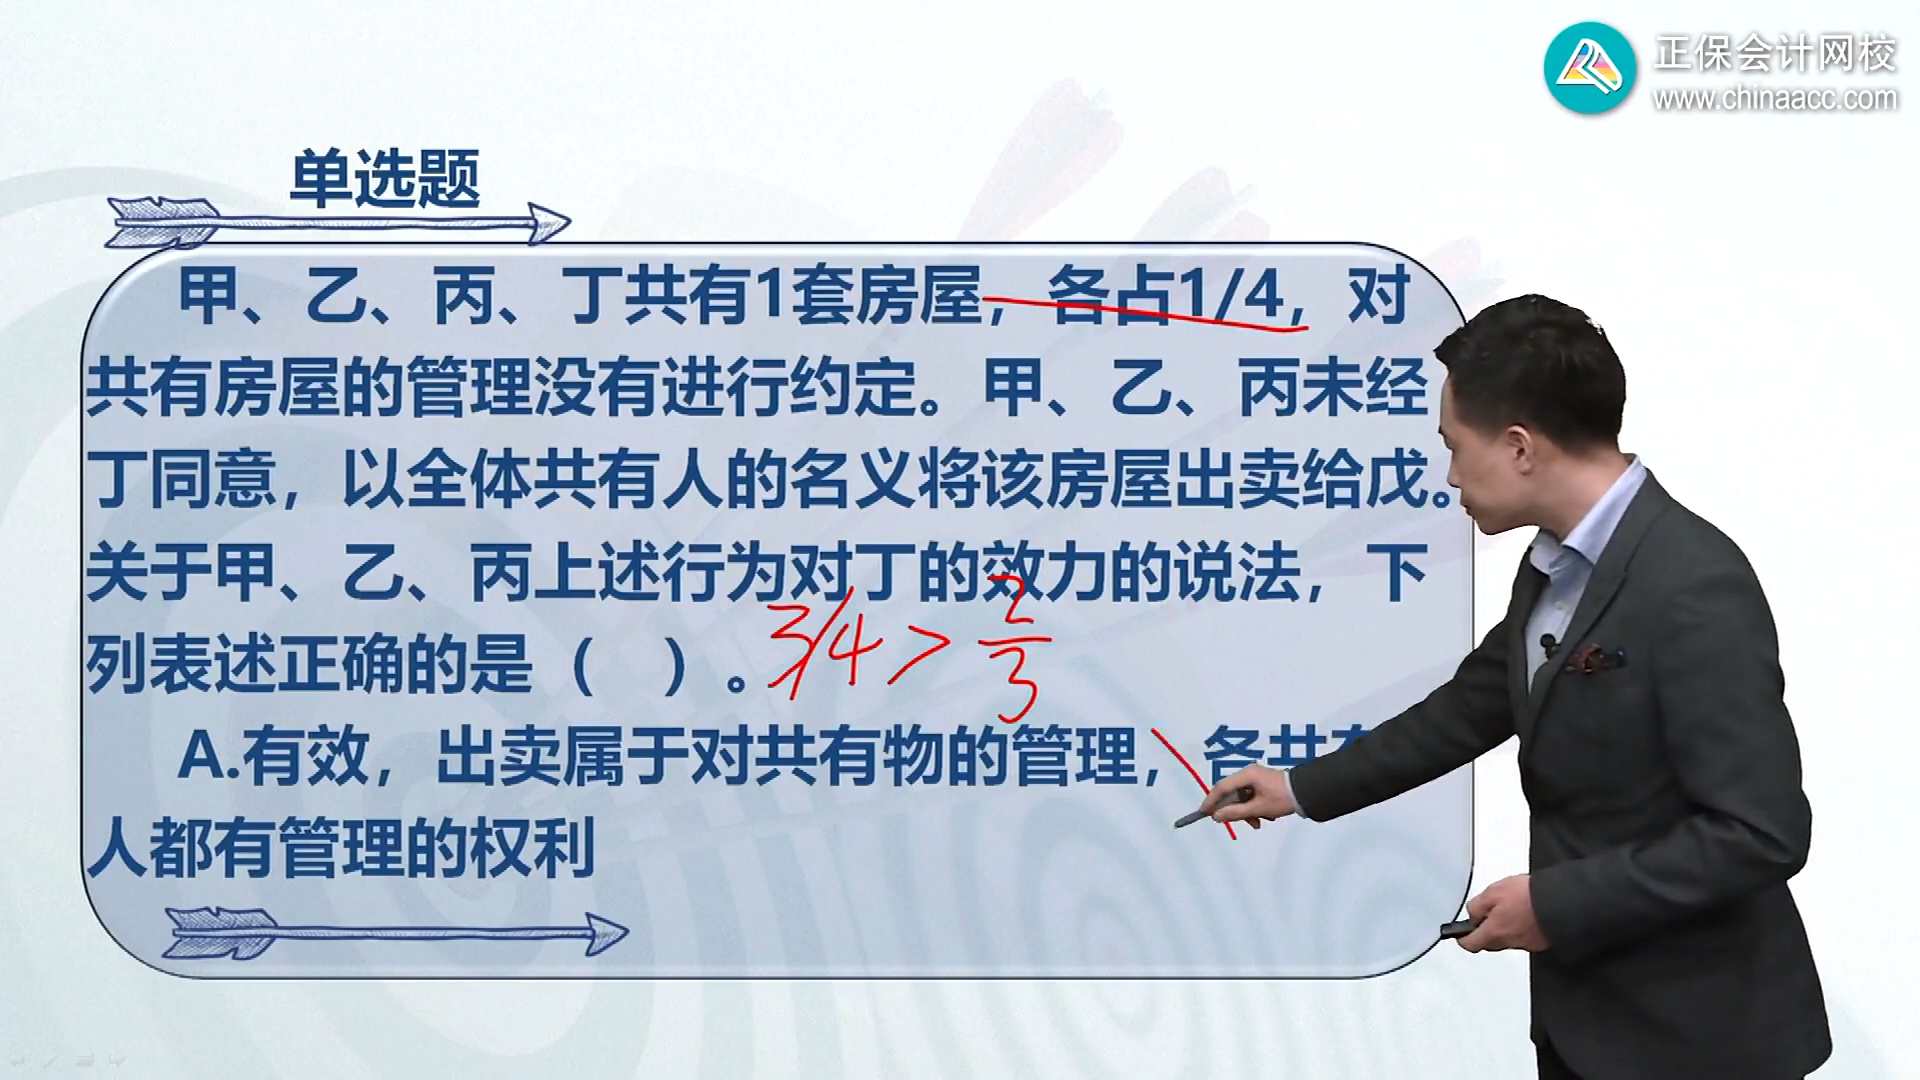 正保会计网校
www.chinaacc.com
单选题
甲、乙、丙、丁共有1套房屋，各占1/4，对
共有房屋的管理没有进行约定。甲、乙、丙未经
丁同意，以全体共有人的名义将该房屋出卖给戊。
关于甲、乙、丙上述行为对丁的效力的说法，下
列表述正确的是（　）。
3/4 > 2/3
A.有效，出卖属于对共有物的管理，各共有
人都有管理的权利